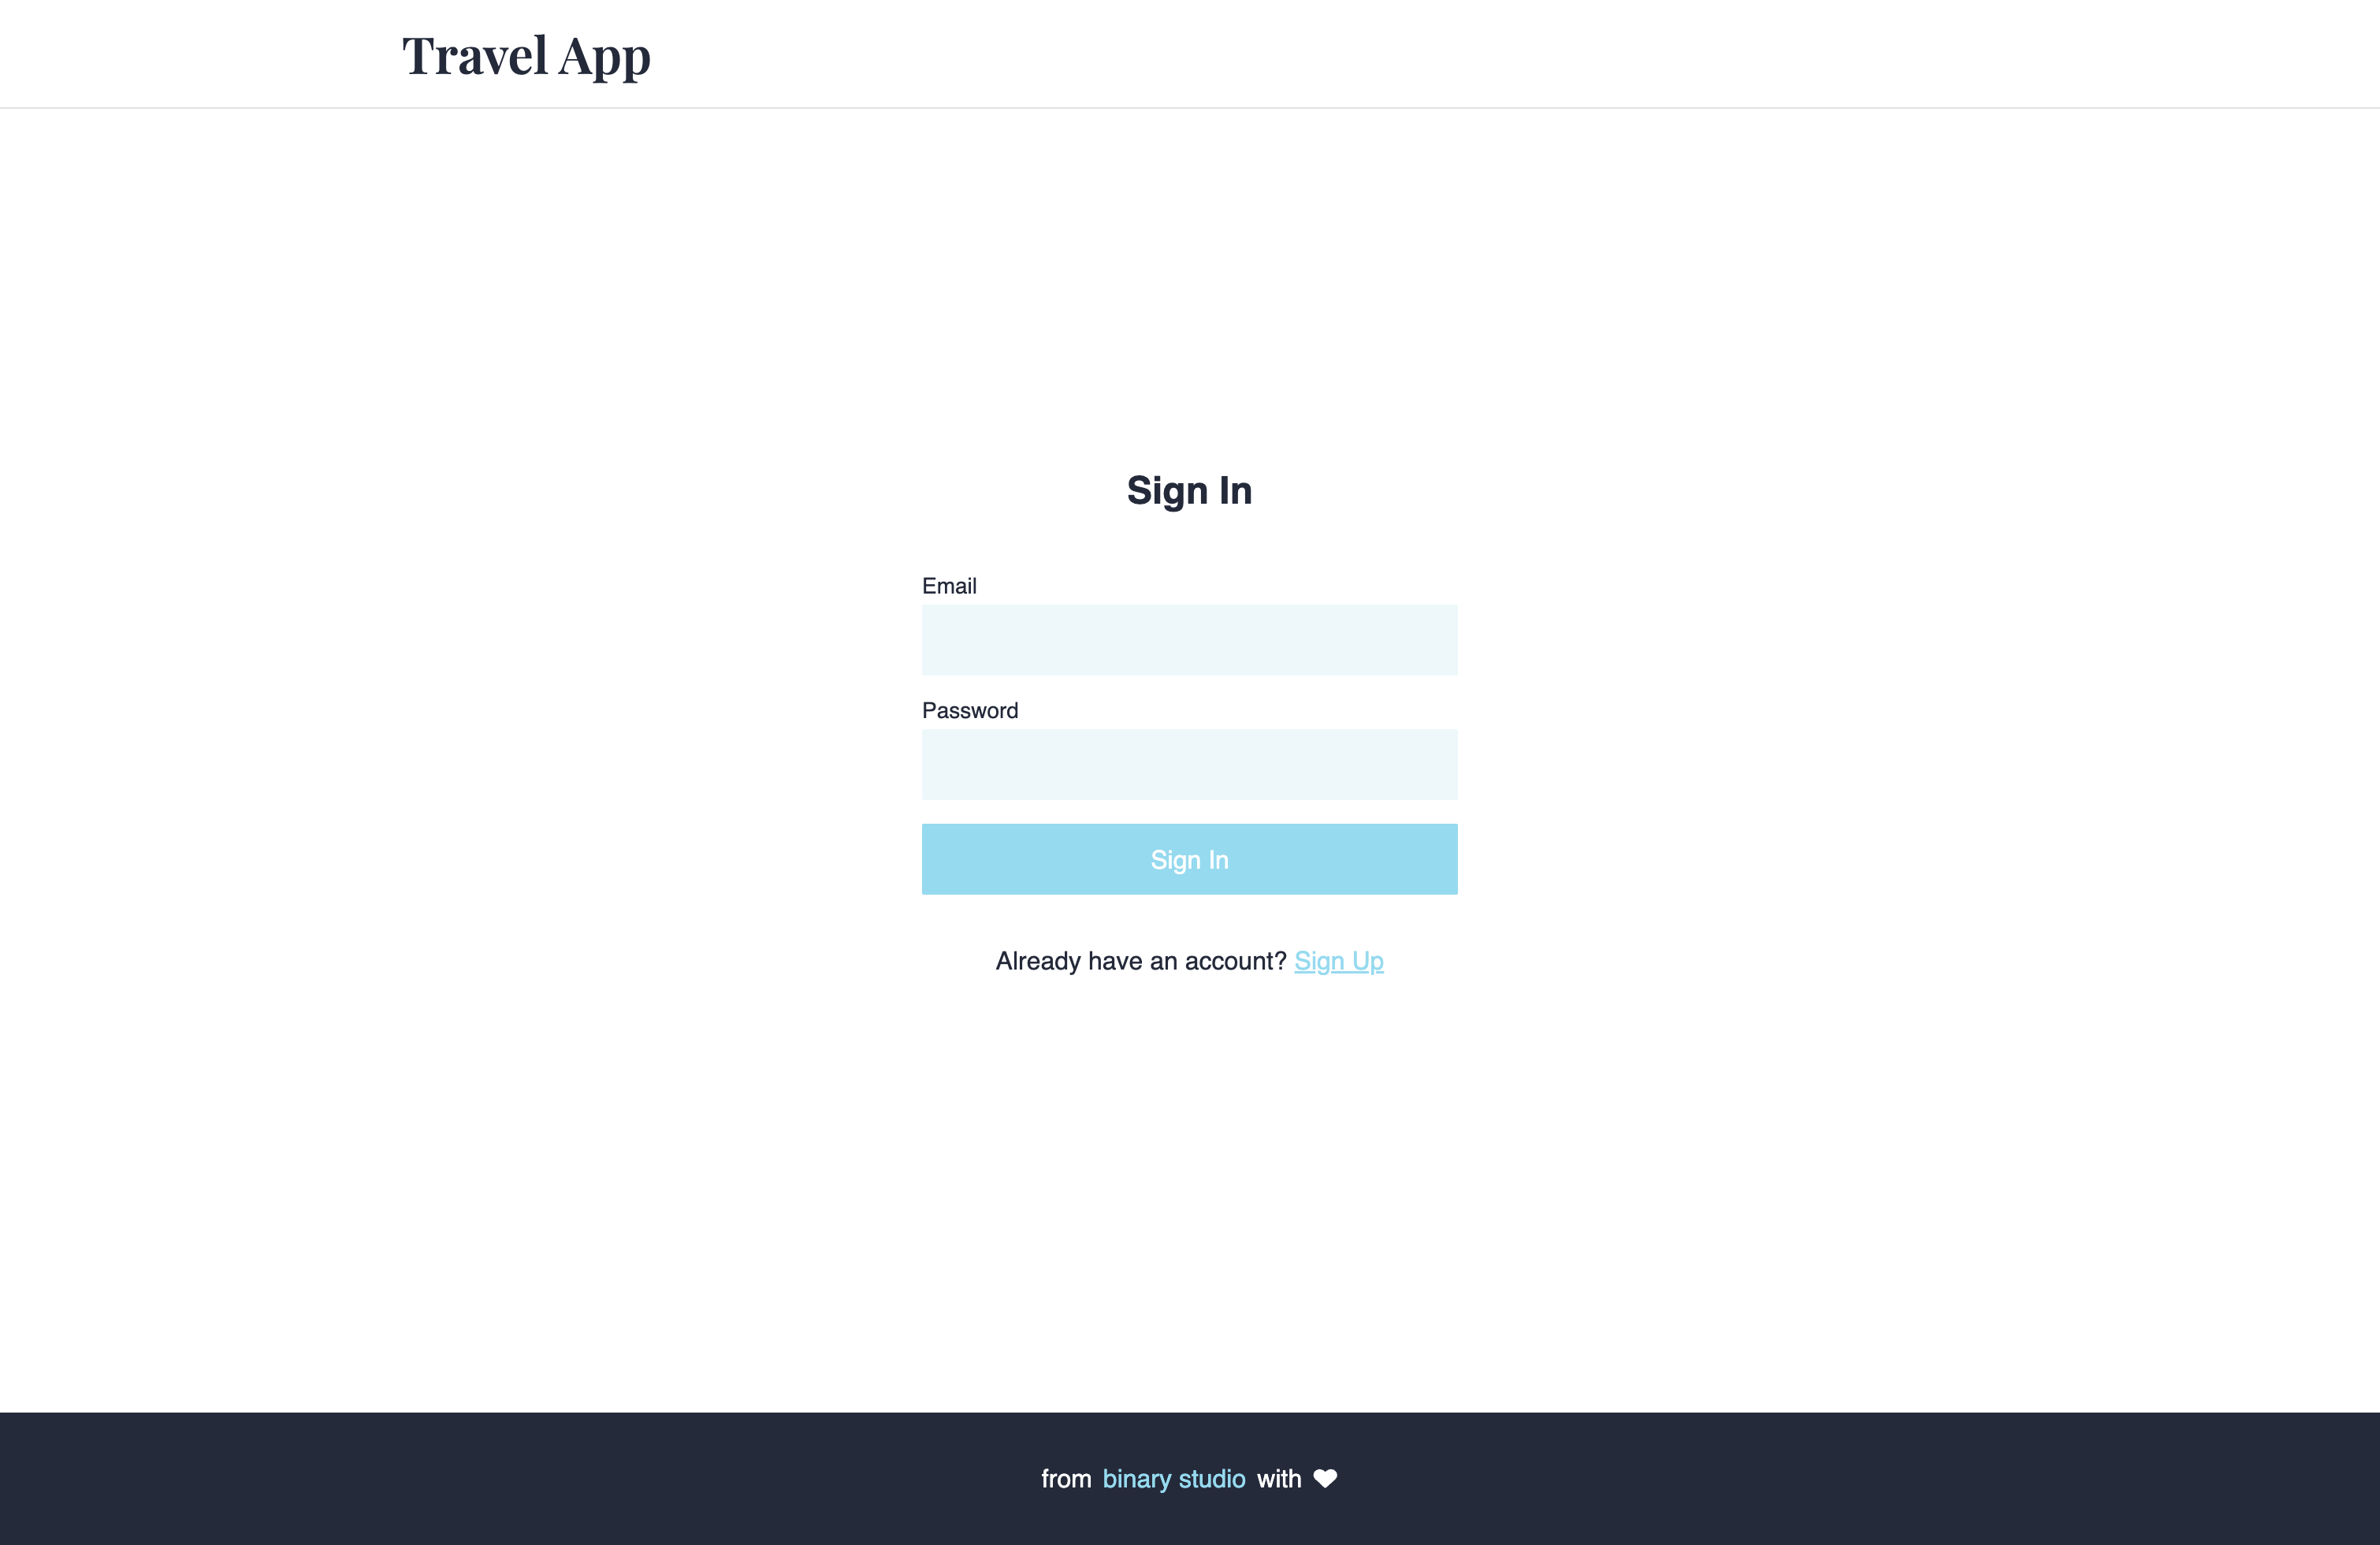 Travel App
Sign In
Email
Password
Sign In
Already have an account? Sign Up
from binary studio with